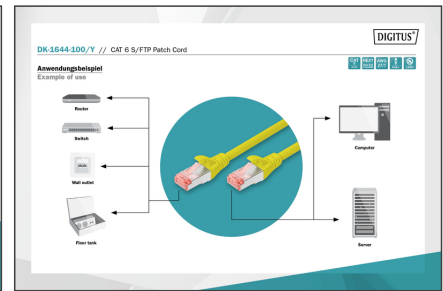 DIGITUS®
DK-1644-100/Y // CAT 6 S/FTP Patch Cord
Anwendungsbeispiel
Example of use
Router
Switch
Wall outlet
Floor tank
Computer
Server